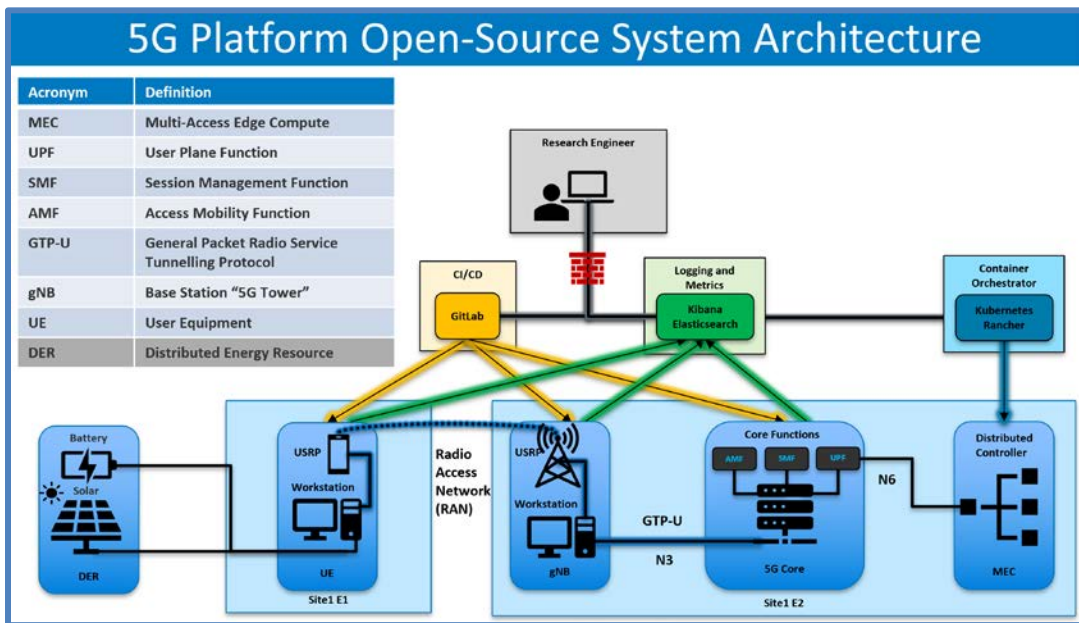 5G Platform Open-Source System Architecture
Acronym Definition
MEC Multi-Access Edge Compute
UPF User Plane Function
SMF Session Management Function
AMF Access Mobility Function
GTP-U General Packet Radio Service
Tunnelling Protocol
gNB Base Station “5G Tower”
UE User Equipment
DER Distributed Energy Resource
Research Engineer
CI/CD
GitLab
Logging and
Metrics
Kibana
Elasticsearch
Container
Orchestrator
Kubernetes
Rancher
Battery
Solar
DER
USRP
Workstation
UE
Site1 E1
Radio
Access
Network
(RAN)
USRP
Workstation
gNB
GTP-U
N3
Core Functions
AMF
SMF
UPF
5G Core
N6
Distributed
Controller
MEC
Site1 E2